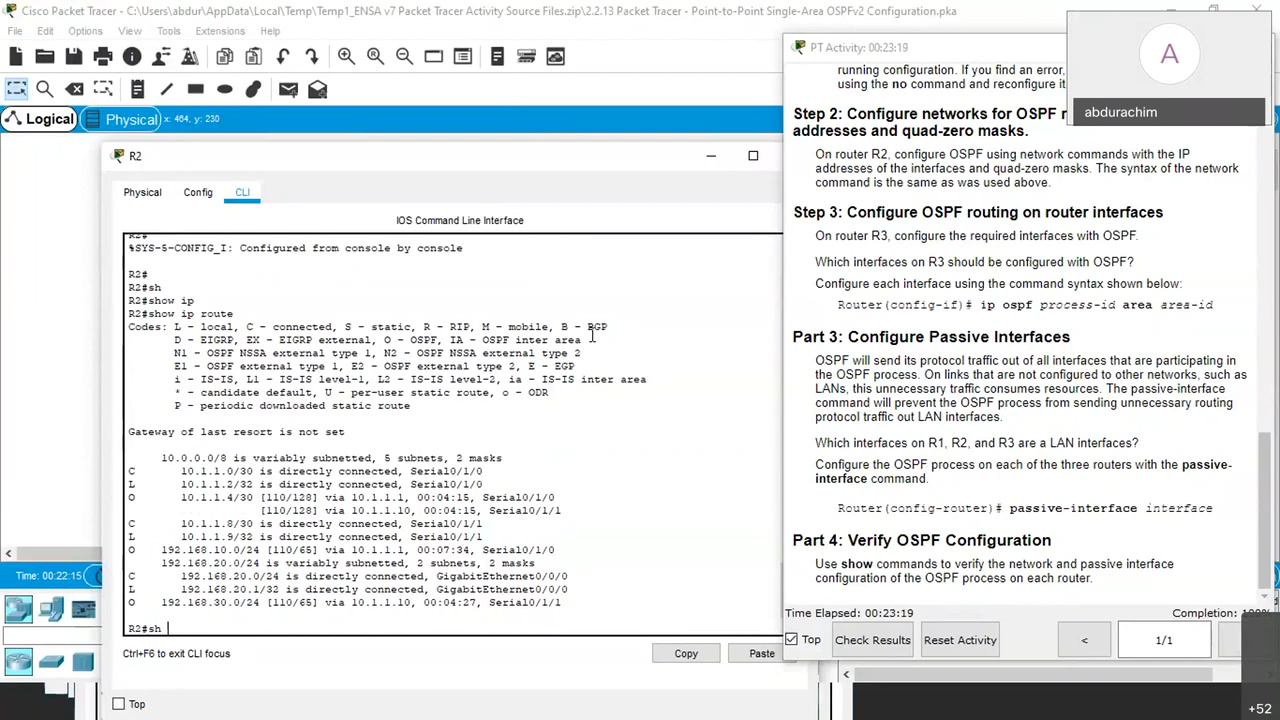 Cisco Packet Tracer - C:\Users\abdur\AppData\Local\Temp\Temp1_ENSA v7 Packet Tracer Activity Source Files.zip\2.2.13 Packet Tracer - Point-to-Point Single-Area OSPFv2 Configuration.pka
File Edit Options View Tools Extensions Help
Logical Physical x: 464, y: 230
R2
Physical Config CLI
IOS Command Line Interface
R2#
%SYS-5-CONFIG_I: Configured from console by console
R2#
R2#sh
R2#show ip
R2#show ip route
Codes: L - local, C - connected, S - static, R - RIP, M - mobile, B - BGP
D - EIGRP, EX - EIGRP external, O - OSPF, IA - OSPF inter area
N1 - OSPF NSSA external type 1, N2 - OSPF NSSA external type 2
E1 - OSPF external type 1, E2 - OSPF external type 2, E - EGP
i - IS-IS, L1 - IS-IS level-1, L2 - IS-IS level-2, ia - IS-IS inter area
* - candidate default, U - per-user static route, o - ODR
P - periodic downloaded static route
Gateway of last resort is not set
10.0.0.0/8 is variably subnetted, 5 subnets, 2 masks
C 10.1.1.0/30 is directly connected, Serial0/1/0
L 10.1.1.2/32 is directly connected, Serial0/1/0
O 10.1.1.4/30 [110/128] via 10.1.1.1, 00:04:15, Serial0/1/0
[110/128] via 10.1.1.10, 00:04:15, Serial0/1/1
C 10.1.1.8/30 is directly connected, Serial0/1/1
L 10.1.1.9/32 is directly connected, Serial0/1/1
O 192.168.10.0/24 [110/65] via 10.1.1.1, 00:07:34, Serial0/1/0
192.168.20.0/24 is variably subnetted, 2 subnets, 2 masks
C 192.168.20.0/24 is directly connected, GigabitEthernet0/0/0
L 192.168.20.1/32 is directly connected, GigabitEthernet0/0/0
O 192.168.30.0/24 [110/65] via 10.1.1.10, 00:04:27, Serial0/1/1
R2#sh
Ctrl+F6 to exit CLI focus
Copy Paste
Top
Time: 00:22:15
PT Activity: 00:23:19
running configuration. If you find an error,
using the no command and reconfigure it
Step 2: Configure networks for OSPF r
addresses and quad-zero masks.
On router R2, configure OSPF using network commands with the IP
addresses of the interfaces and quad-zero masks. The syntax of the network
command is the same as was used above.
Step 3: Configure OSPF routing on router interfaces
On router R3, configure the required interfaces with OSPF.
Which interfaces on R3 should be configured with OSPF?
Configure each interface using the command syntax shown below:
Router(config-if)# ip ospf process-id area area-id
Part 3: Configure Passive Interfaces
OSPF will send its protocol traffic out of all interfaces that are participating in
the OSPF process. On links that are not configured to other networks, such as
LANs, this unnecessary traffic consumes resources. The passive-interface
command will prevent the OSPF process from sending unnecessary routing
protocol traffic out LAN interfaces.
Which interfaces on R1, R2, and R3 are a LAN interfaces?
Configure the OSPF process on each of the three routers with the passive-
interface command.
Router(config-router)# passive-interface interface
Part 4: Verify OSPF Configuration
Use show commands to verify the network and passive interface
configuration of the OSPF process on each router.
Time Elapsed: 00:23:19 Completion: 100%
Top Check Results Reset Activity < 1/1
A
abdurachim
+52